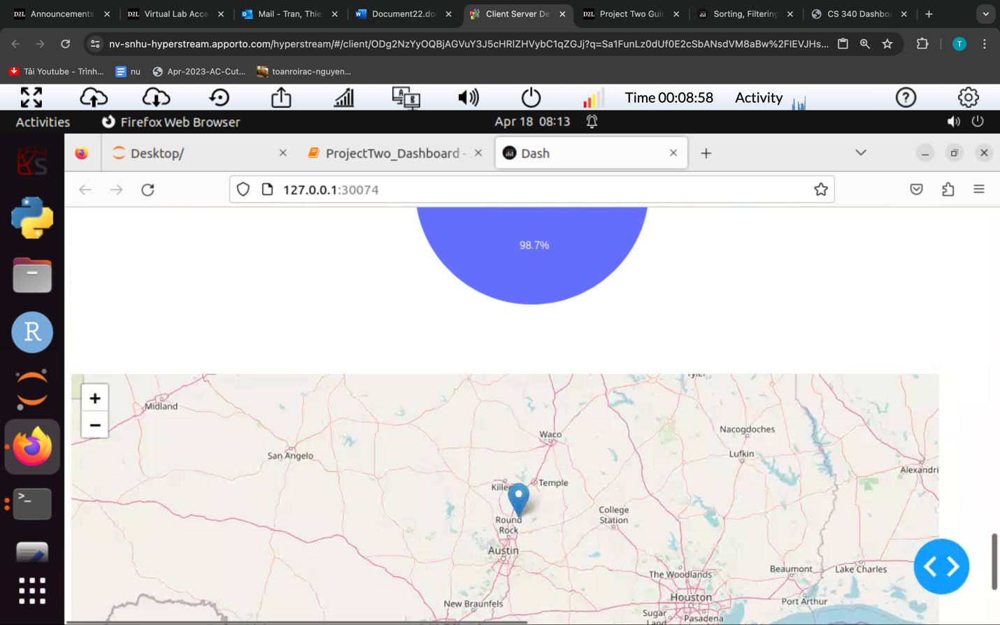 Announcements
Virtual Lab Acce
Mail - Tran, Thie
Document22.do
Client Server De
Project Two Gui
Sorting, Filtering
CS 340 Dashbo
nv-snhu-hyperstream.apporto.com/hyperstream/#/client/ODg2NzYyOQBjAGVuY3J5cHRlZHVybC1qZGJj?q=Sa1FunLz0dUf0E2cSbANsdVM8aBw%2FIEVJHs...
T
Tải Youtube - Trình...
nu
Apr-2023-AC-Cut...
toanroirac-nguyen...
Time 00:08:58
Activity
Activities
Firefox Web Browser
Apr 18 08:13
Desktop/
ProjectTwo_Dashboard -
Dash
127.0.0.1:30074
98.7%
+
−
Midland
Tyler
Waco
Nacogdoches
San Angelo
Lufkin
Alexandri
Killee
Temple
College
Station
Round
Rock
Austin
The Woodlands
Beaumont
Lake Charles
New Braunfels
Houston
Port Arthur
Sugar
Land
Pasadena